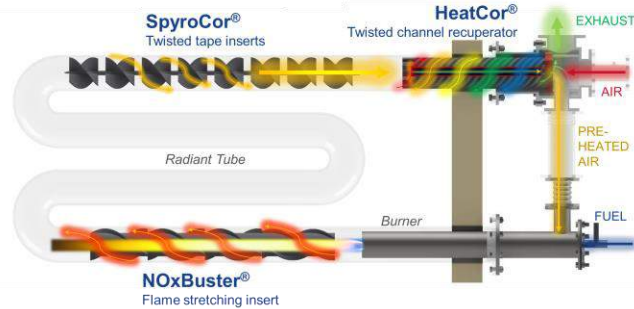 SpyroCor®
Twisted tape inserts
HeatCor®
Twisted channel recuperator
EXHAUST
AIR
PRE-
HEATED
AIR
Radiant Tube
Burner
FUEL
NOxBuster®
Flame stretching insert